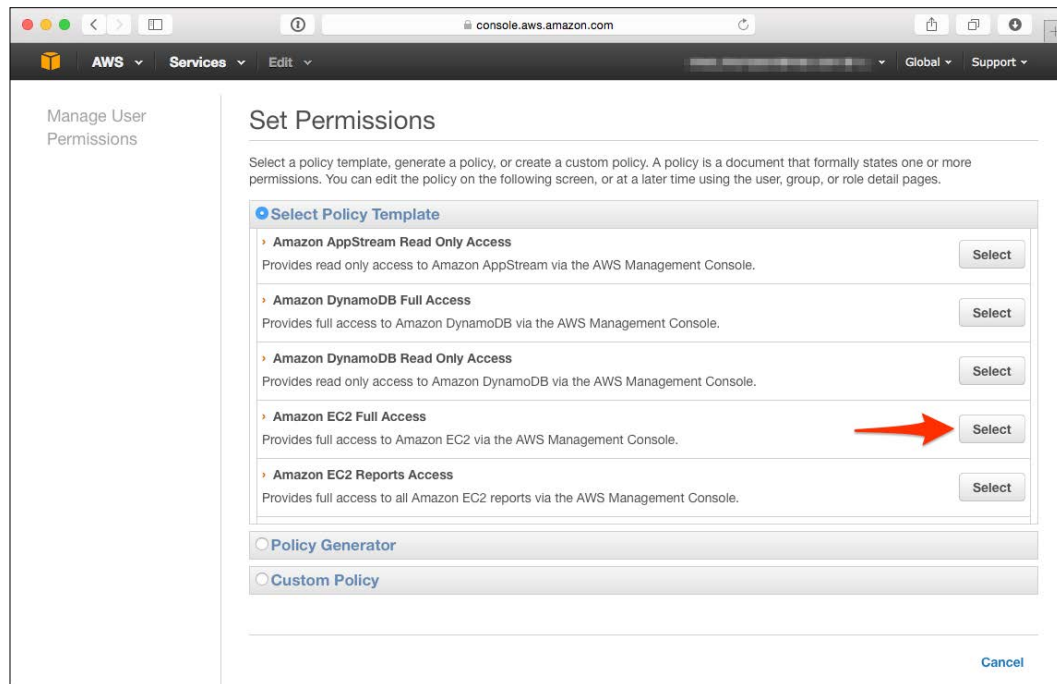 console.aws.amazon.com
AWS Services Edit Global Support
Manage User
Permissions
Set Permissions
Select a policy template, generate a policy, or create a custom policy. A policy is a document that formally states one or more
permissions. You can edit the policy on the following screen, or at a later time using the user, group, or role detail pages.
Select Policy Template
Amazon AppStream Read Only Access
Provides read only access to Amazon AppStream via the AWS Management Console.
Select
Amazon DynamoDB Full Access
Provides full access to Amazon DynamoDB via the AWS Management Console.
Select
Amazon DynamoDB Read Only Access
Provides read only access to Amazon DynamoDB via the AWS Management Console.
Select
Amazon EC2 Full Access
Provides full access to Amazon EC2 via the AWS Management Console.
Select
Amazon EC2 Reports Access
Provides full access to all Amazon EC2 reports via the AWS Management Console.
Select
Policy Generator
Custom Policy
Cancel